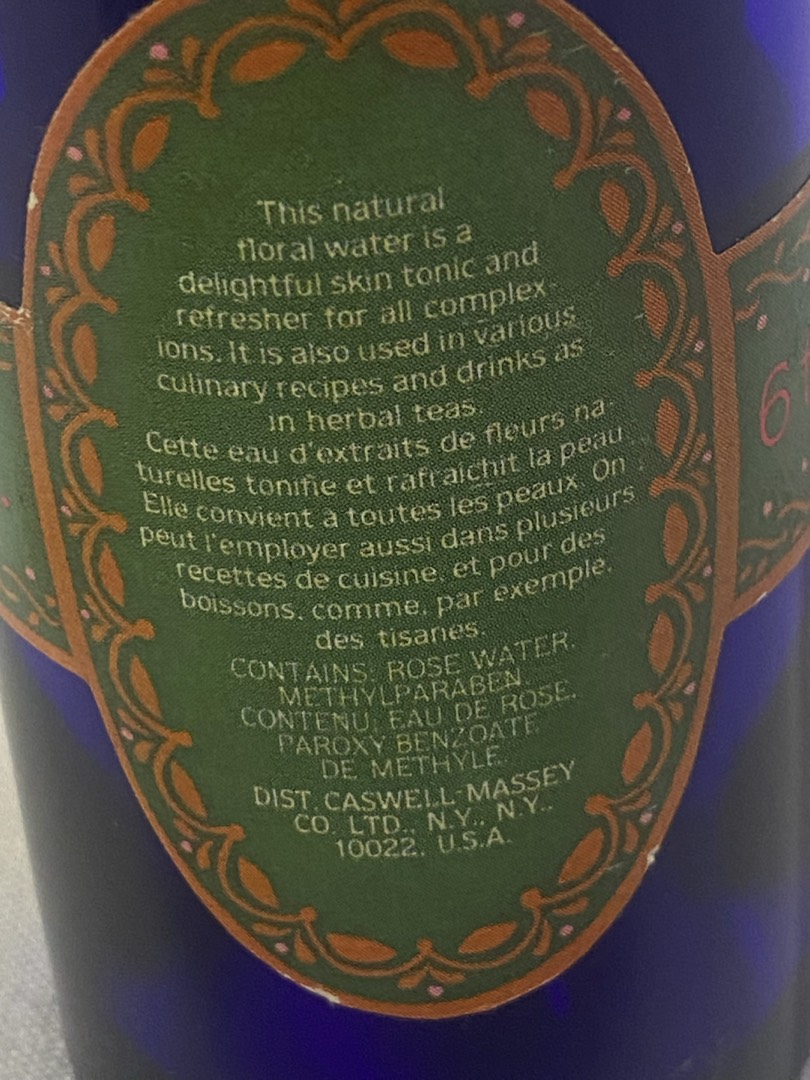 This natural
floral water is a
delightful skin tonic and
refresher for all complex-
ions. It is also used in various
culinary recipes and drinks as
in herbal teas.
Cette eau d'extraits de fleurs na-
turelles tonifie et rafraichit la peau.
Elle convient à toutes les peaux. On
peut l'employer aussi dans plusieurs
recettes de cuisine, et pour des
boissons, comme, par exemple,
des tisanes.
CONTAINS: ROSE WATER,
METHYLPARABEN
CONTENU: EAU DE ROSE,
PAROXY BENZOATE
DE METHYLE.
DIST. CASWELL-MASSEY
CO. LTD., N.Y., N.Y.,
10022, U.S.A.
6